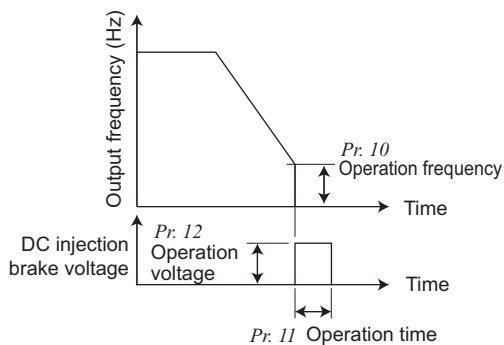 Output frequency (Hz)
Pr. 10
Operation frequency
Time
DC injection
brake voltage
Pr. 12
Operation
voltage
Time
Pr. 11 Operation time